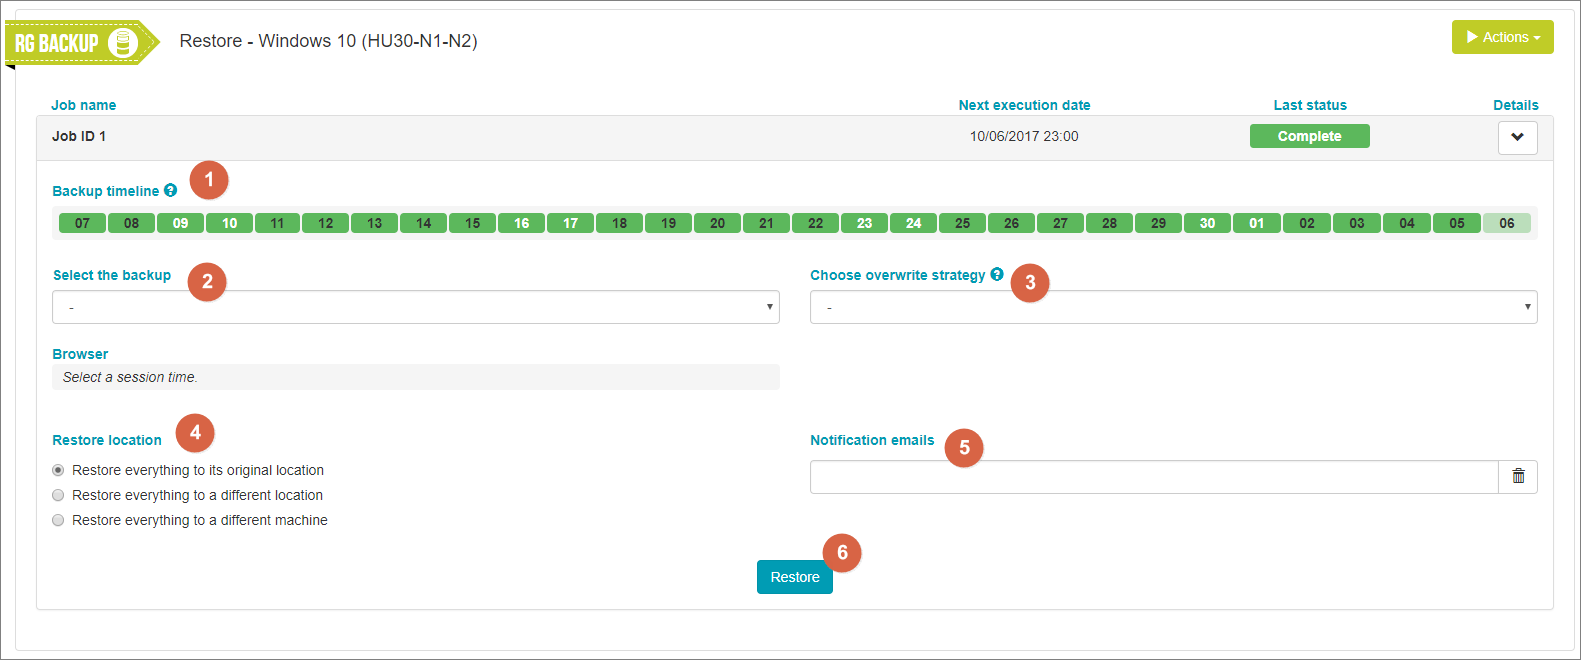 RG BACKUP
Restore - Windows 10 (HU30-N1-N2)
Actions
Job name Next execution date Last status Details
Job ID 1 10/06/2017 23:00 Complete
Backup timeline ? 1
07 08 09 10 11 12 13 14 15 16 17 18 19 20 21 22 23 24 25 26 27 28 29 30 01 02 03 04 05 06
Select the backup 2 Choose overwrite strategy ? 3
- -
Browser
Select a session time.
Restore location 4 Notification emails 5
Restore everything to its original location
Restore everything to a different location
Restore everything to a different machine
6
Restore